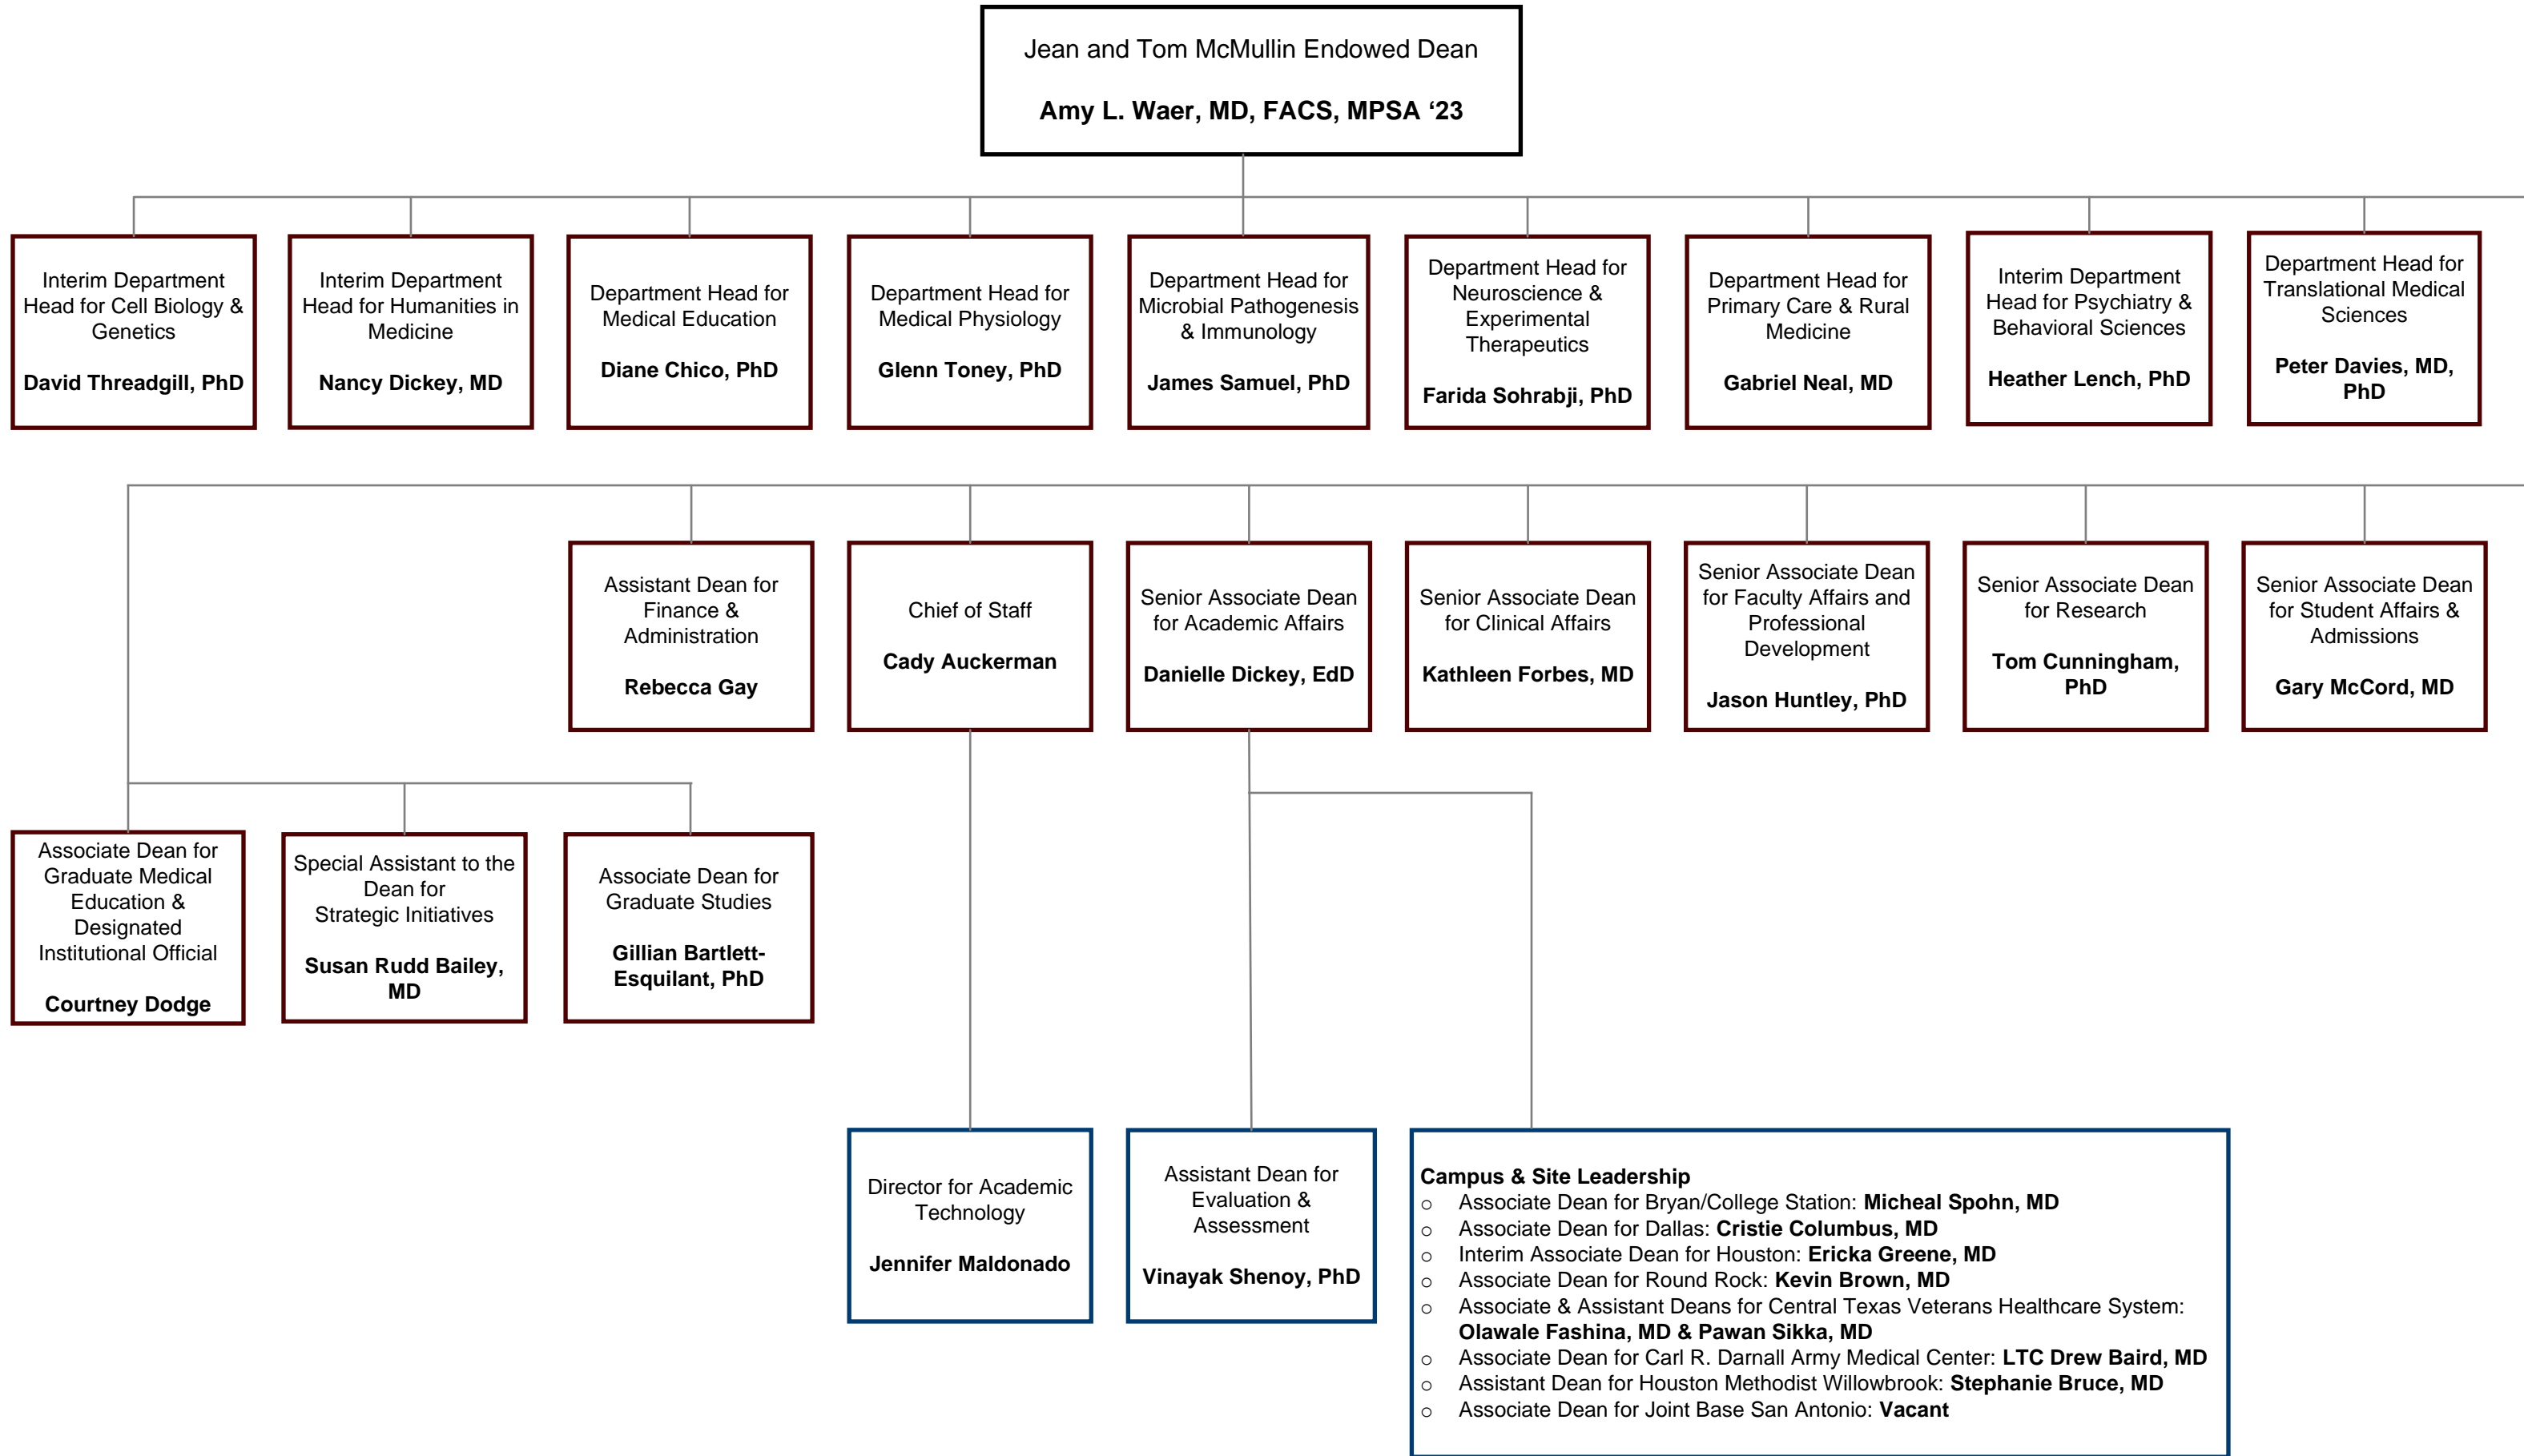 Jean and Tom McMullin Endowed Dean
Amy L. Waer, MD, FACS, MPSA ‘23
Interim Department
Head for Cell Biology &
Genetics
David Threadgill, PhD
Interim Department
Head for Humanities in
Medicine
Nancy Dickey, MD
Department Head for
Medical Education
Diane Chico, PhD
Department Head for
Medical Physiology
Glenn Toney, PhD
Department Head for
Microbial Pathogenesis
& Immunology
James Samuel, PhD
Department Head for
Neuroscience &
Experimental
Therapeutics
Farida Sohrabji, PhD
Department Head for
Primary Care & Rural
Medicine
Gabriel Neal, MD
Interim Department
Head for Psychiatry &
Behavioral Sciences
Heather Lench, PhD
Department Head for
Translational Medical
Sciences
Peter Davies, MD,
PhD
Assistant Dean for
Finance &
Administration
Rebecca Gay
Chief of Staff
Cady Auckerman
Senior Associate Dean
for Academic Affairs
Danielle Dickey, EdD
Senior Associate Dean
for Clinical Affairs
Kathleen Forbes, MD
Senior Associate Dean
for Faculty Affairs and
Professional
Development
Jason Huntley, PhD
Senior Associate Dean
for Research
Tom Cunningham,
PhD
Senior Associate Dean
for Student Affairs &
Admissions
Gary McCord, MD
Associate Dean for
Graduate Medical
Education &
Designated
Institutional Official
Courtney Dodge
Special Assistant to the
Dean for
Strategic Initiatives
Susan Rudd Bailey,
MD
Associate Dean for
Graduate Studies
Gillian Bartlett-
Esquilant, PhD
Director for Academic
Technology
Jennifer Maldonado
Assistant Dean for
Evaluation &
Assessment
Vinayak Shenoy, PhD
Campus & Site Leadership
o Associate Dean for Bryan/College Station: Micheal Spohn, MD
o Associate Dean for Dallas: Cristie Columbus, MD
o Interim Associate Dean for Houston: Ericka Greene, MD
o Associate Dean for Round Rock: Kevin Brown, MD
o Associate & Assistant Deans for Central Texas Veterans Healthcare System:
Olawale Fashina, MD & Pawan Sikka, MD
o Associate Dean for Carl R. Darnall Army Medical Center: LTC Drew Baird, MD
o Assistant Dean for Houston Methodist Willowbrook: Stephanie Bruce, MD
o Associate Dean for Joint Base San Antonio: Vacant